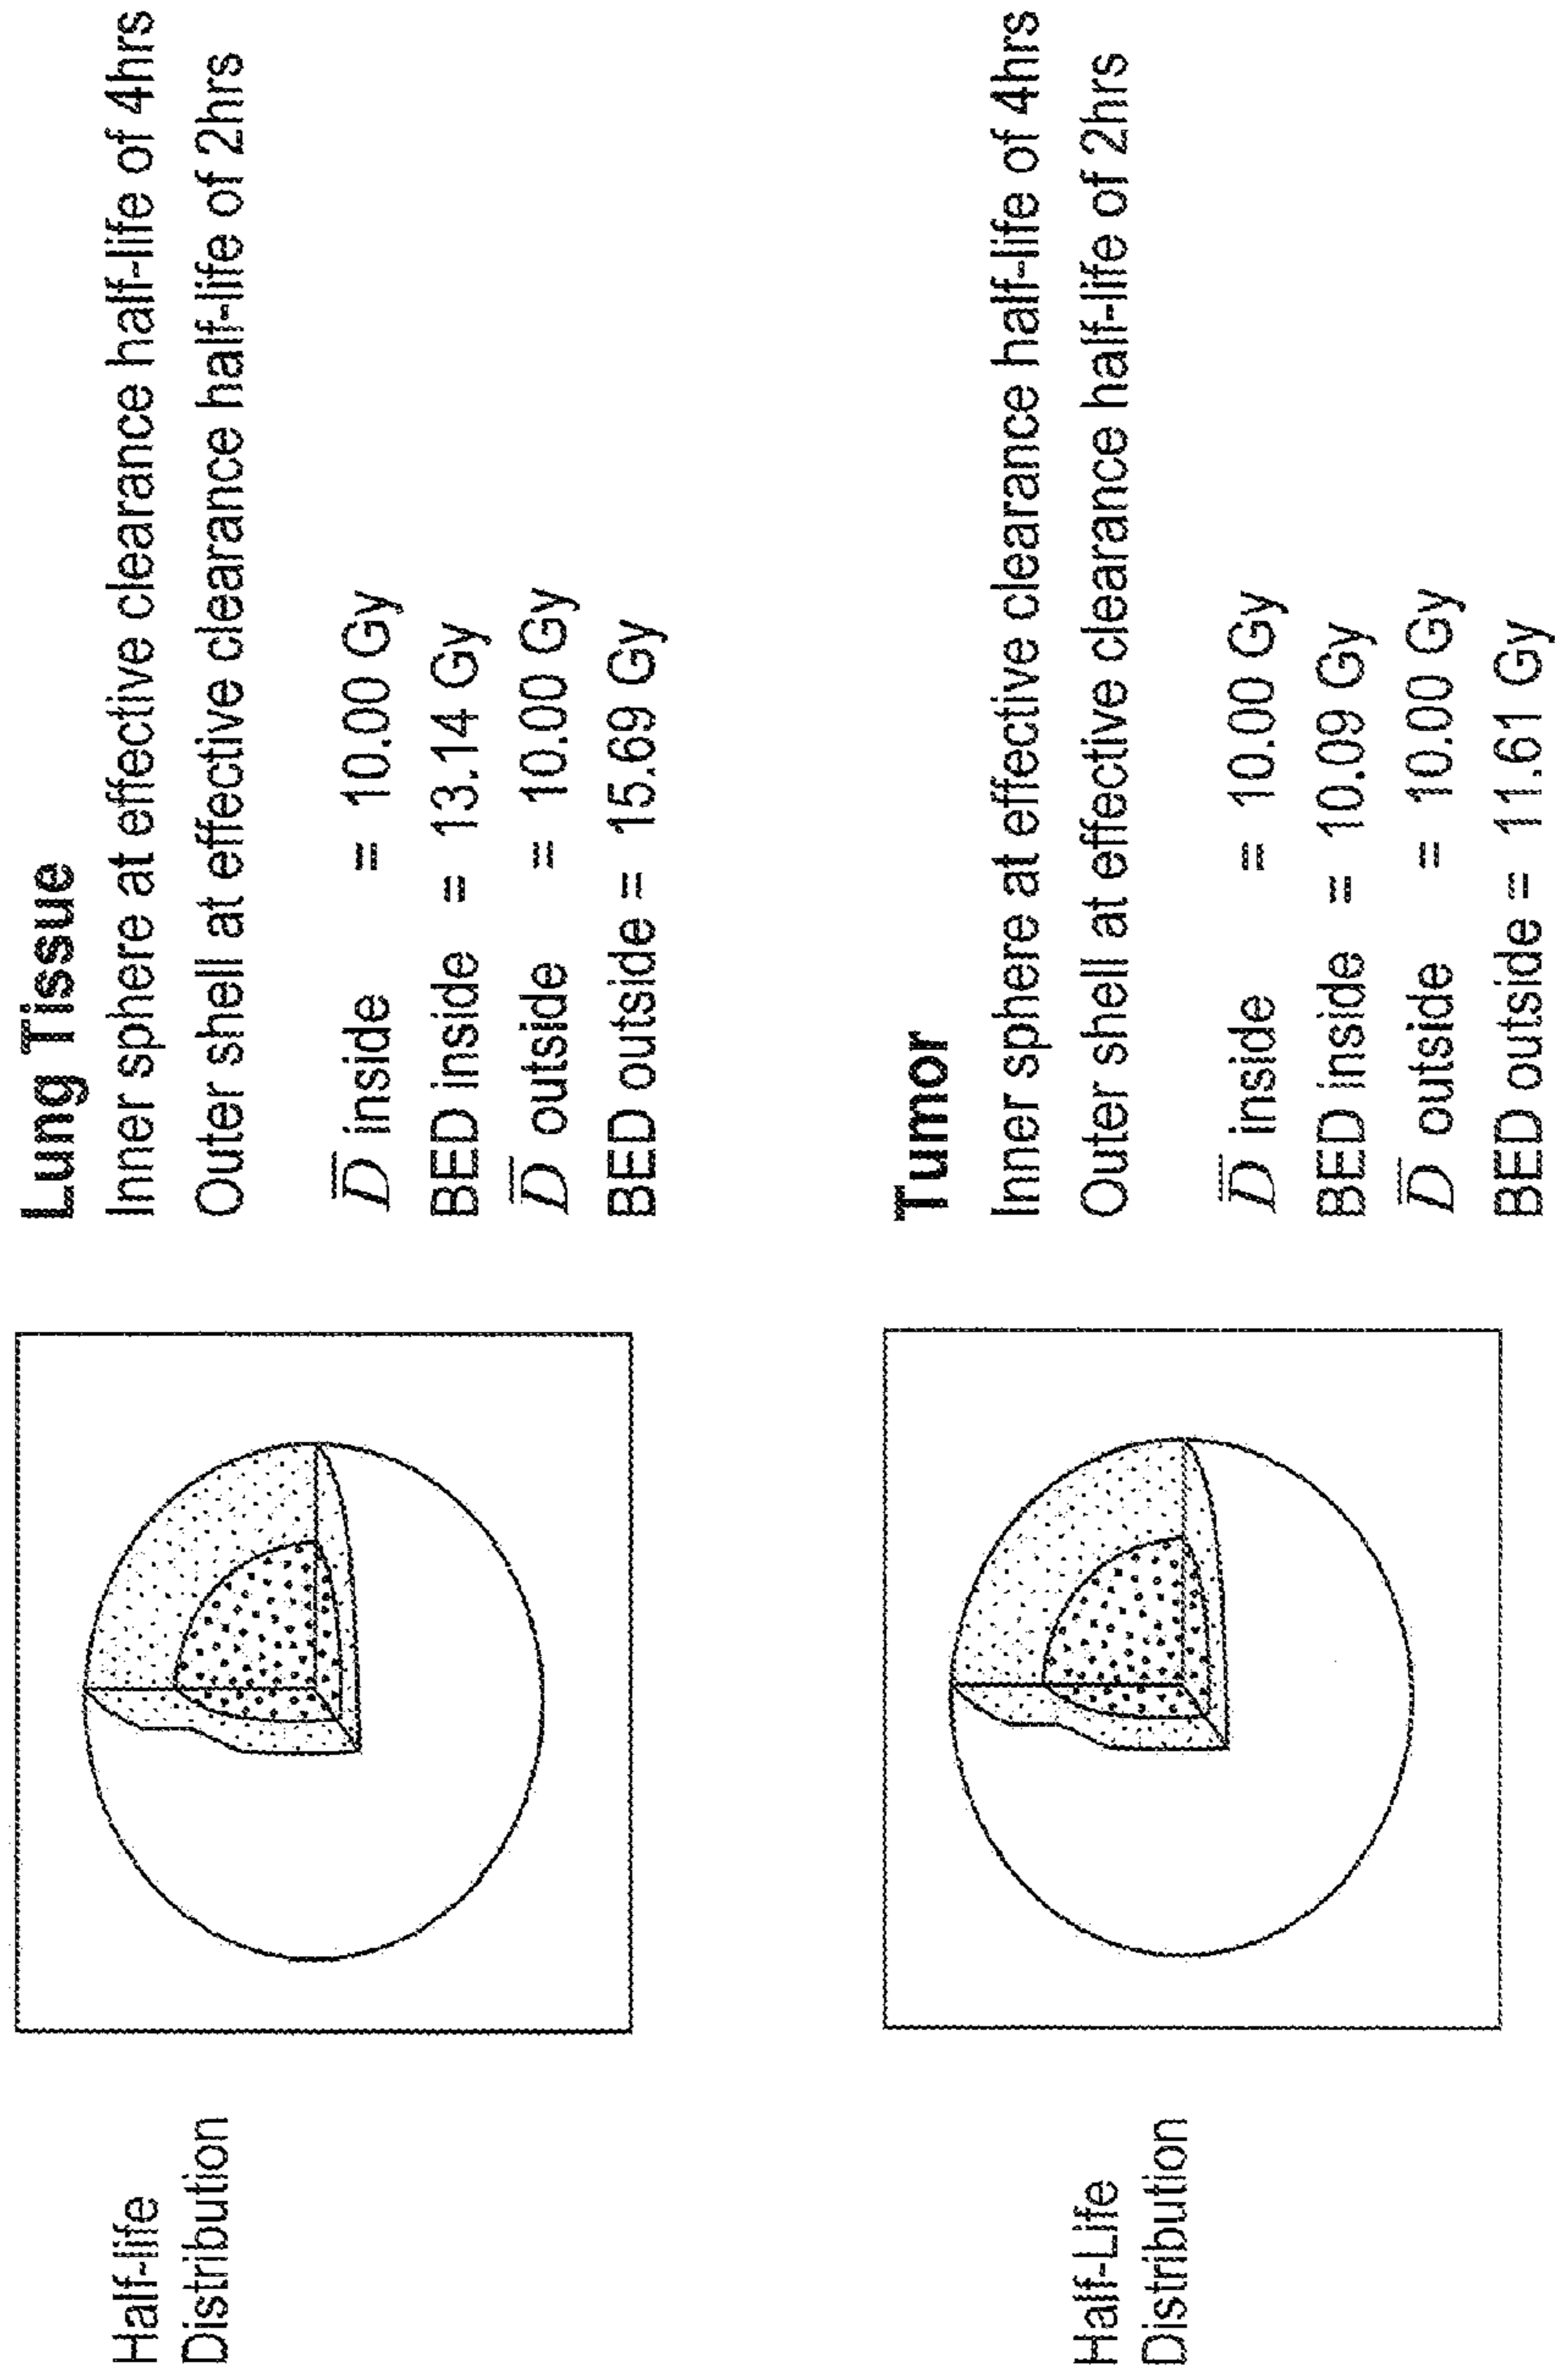 Half-life
Distribution
Lung Tissue
Inner sphere at effective clearance half-life of 4hrs
Outer shell at effective clearance half-life of 2hrs
D̅ inside = 10.00 Gy
BED inside = 13.14 Gy
D̅ outside = 10.00 Gy
BED outside = 15.69 Gy
Half-Life
Distribution
Tumor
Inner sphere at effective clearance half-life of 4hrs
Outer shell at effective clearance half-life of 2hrs
D̅ inside = 10.00 Gy
BED inside = 10.09 Gy
D̅ outside = 10.00 Gy
BED outside = 11.61 Gy